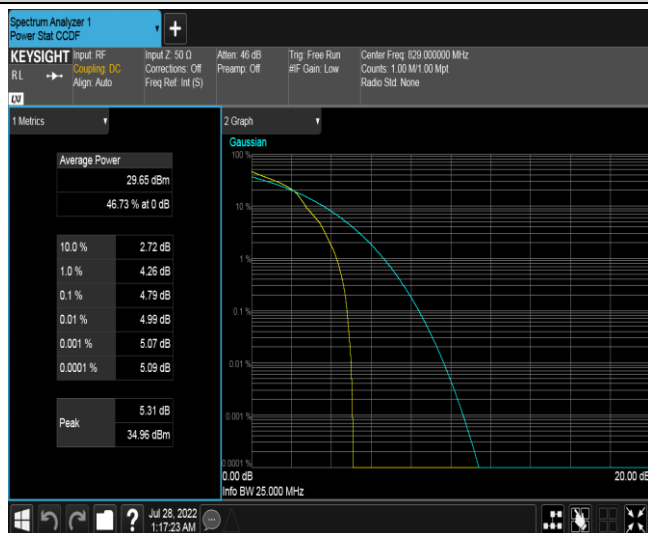 Spectrum Analyzer 1
Power Stat CCDF
+
KEYSIGHT
RL
LXI
Input: RF
Coupling: DC
Align: Auto
Input Z: 50 Ω
Corrections: Off
Freq Ref: Int (S)
Atten: 46 dB
Preamp: Off
Trig: Free Run
#IF Gain: Low
Center Freq: 829.000000 MHz
Counts: 1.00 M/1.00 Mpt
Radio Std: None
1 Metrics
Average Power
29.65 dBm
46.73 % at 0 dB
10.0 % 2.72 dB
1.0 % 4.26 dB
0.1 % 4.79 dB
0.01 % 4.99 dB
0.001 % 5.07 dB
0.0001 % 5.09 dB
Peak
5.31 dB
34.96 dBm
2 Graph
Gaussian
100 %
10 %
1 %
0.1 %
0.01 %
0.001 %
0.0001 %
0.00 dB 20.00 dB
Info BW 25.000 MHz
?
Jul 28, 2022
1:17:23 AM